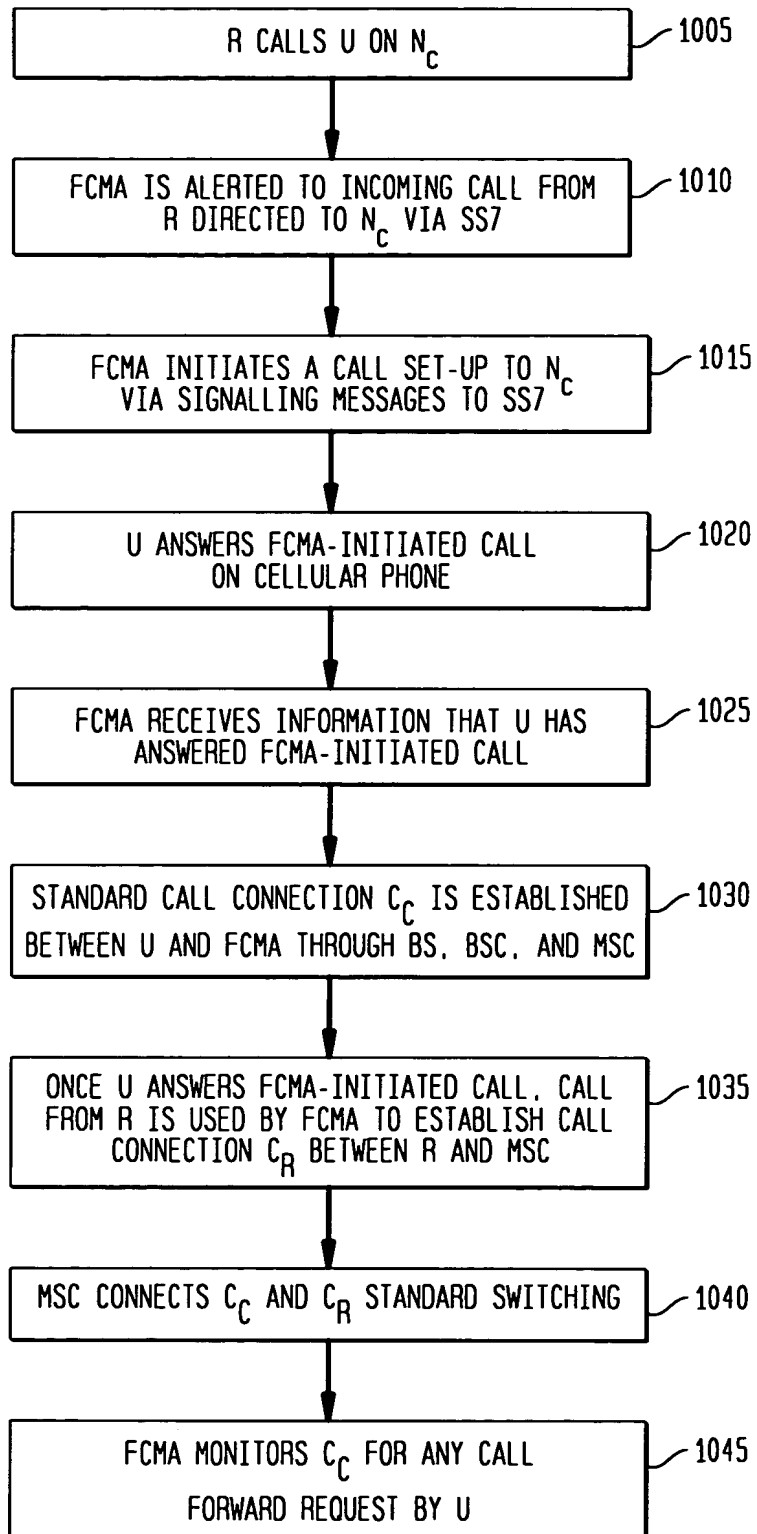 R CALLS U ON N_C
1005
FCMA IS ALERTED TO INCOMING CALL FROM
R DIRECTED TO N_C VIA SS7
1010
FCMA INITIATES A CALL SET-UP TO N_C
VIA SIGNALLING MESSAGES TO SS7
1015
U ANSWERS FCMA-INITIATED CALL
ON CELLULAR PHONE
1020
FCMA RECEIVES INFORMATION THAT U HAS
ANSWERED FCMA-INITIATED CALL
1025
STANDARD CALL CONNECTION C_C IS ESTABLISHED
BETWEEN U AND FCMA THROUGH BS, BSC, AND MSC
1030
ONCE U ANSWERS FCMA-INITIATED CALL, CALL
FROM R IS USED BY FCMA TO ESTABLISH CALL
CONNECTION C_R BETWEEN R AND MSC
1035
MSC CONNECTS C_C AND C_R STANDARD SWITCHING
1040
FCMA MONITORS C_C FOR ANY CALL
FORWARD REQUEST BY U
1045